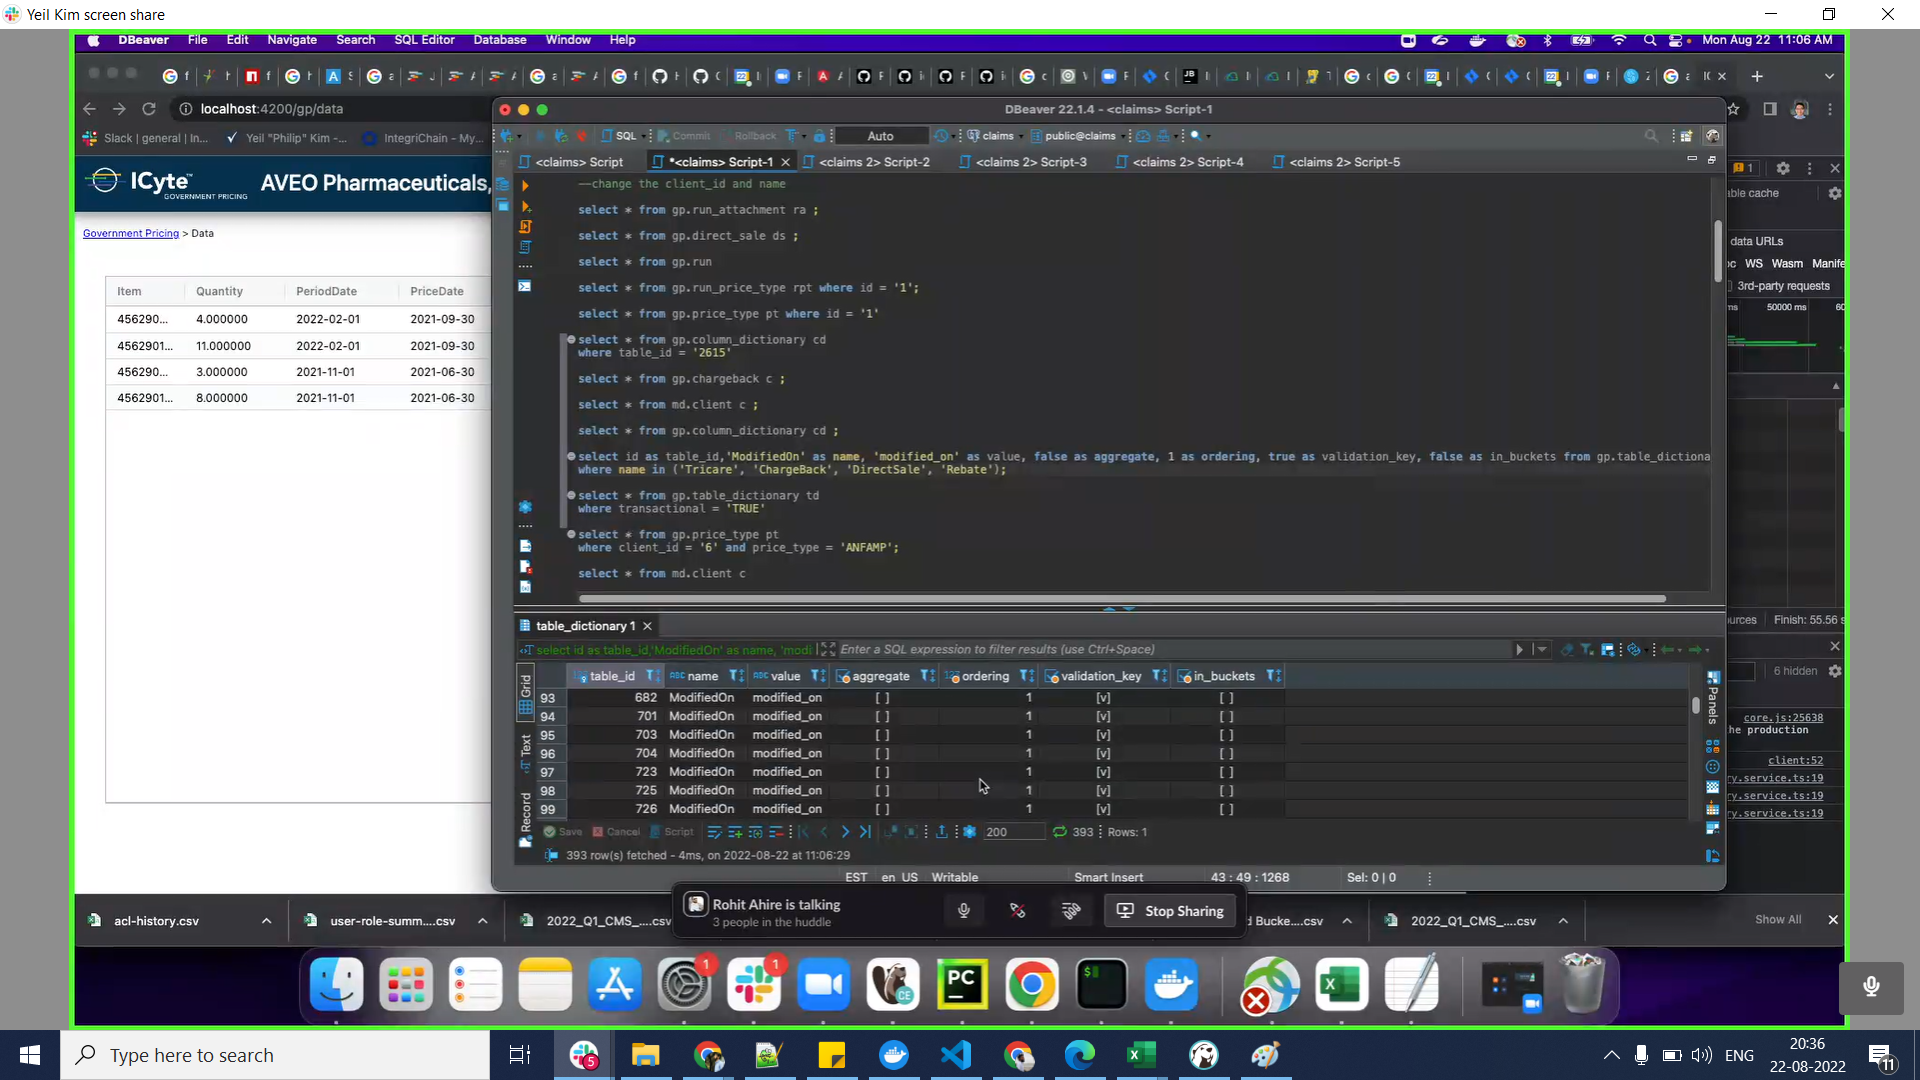 Yeil Kim screen share
DBeaver File Edit Navigate Search SQL Editor Database Window Help
Mon Aug 22 11:06 AM
localhost:4200/gp/data
DBeaver 22.1.4 - <claims> Script-1
Slack | general | In...
Yeil "Philip" Kim -...
IntegriChain - My...
SQL
Commit
Rollback
Auto
claims
public@claims
<claims> Script
*<claims> Script-1
<claims 2> Script-2
<claims 2> Script-3
<claims 2> Script-4
<claims 2> Script-5
ICyte™
GOVERNMENT PRICING
AVEO Pharmaceuticals,
Government Pricing > Data
Item Quantity PeriodDate PriceDate
456290... 4.000000 2022-02-01 2021-09-30
4562901... 11.000000 2022-02-01 2021-09-30
456290... 3.000000 2021-11-01 2021-06-30
4562901... 8.000000 2021-11-01 2021-06-30
--change the client_id and name
select * from gp.run_attachment ra ;
select * from gp.direct_sale ds ;
select * from gp.run
select * from gp.run_price_type rpt where id = '1';
select * from gp.price_type pt where id = '1'
select * from gp.column_dictionary cd
where table_id = '2615'
select * from gp.chargeback c ;
select * from md.client c ;
select * from gp.column_dictionary cd ;
select id as table_id,'ModifiedOn' as name, 'modified_on' as value, false as aggregate, 1 as ordering, true as validation_key, false as in_buckets from gp.table_dictiona
where name in ('Tricare', 'ChargeBack', 'DirectSale', 'Rebate');
select * from gp.table_dictionary td
where transactional = 'TRUE'
select * from gp.price_type pt
where client_id = '6' and price_type = 'ANFAMP';
select * from md.client c
1
able cache
data URLs
WS Wasm Manife
3rd-party requests
50000 ms
Finish: 55.56 s
6 hidden
core.js:25638
he production
client:52
ry.service.ts:19
ry.service.ts:19
ry.service.ts:19
table_dictionary 1
select id as table_id,'ModifiedOn' as name, 'modi
Enter a SQL expression to filter results (use Ctrl+Space)
Grid
Text
Record
Panels
table_id name value aggregate ordering validation_key in_buckets
93 682 ModifiedOn modified_on [ ] 1 [v] [ ]
94 701 ModifiedOn modified_on [ ] 1 [v] [ ]
95 703 ModifiedOn modified_on [ ] 1 [v] [ ]
96 704 ModifiedOn modified_on [ ] 1 [v] [ ]
97 723 ModifiedOn modified_on [ ] 1 [v] [ ]
98 725 ModifiedOn modified_on [ ] 1 [v] [ ]
99 726 ModifiedOn modified_on [ ] 1 [v] [ ]
Save Cancel Script
200
393
Rows: 1
393 row(s) fetched - 4ms, on 2022-08-22 at 11:06:29
EST en US Writable Smart Insert 43 : 49 : 1268 Sel: 0 | 0
Rohit Ahire is talking
3 people in the huddle
Stop Sharing
acl-history.csv
user-role-summ....csv
2022_Q1_CMS_....csv
d Bucke....csv
2022_Q1_CMS_....csv
Show All
1
1
CE
PC
$
Type here to search
5
ENG
20:36
22-08-2022
11